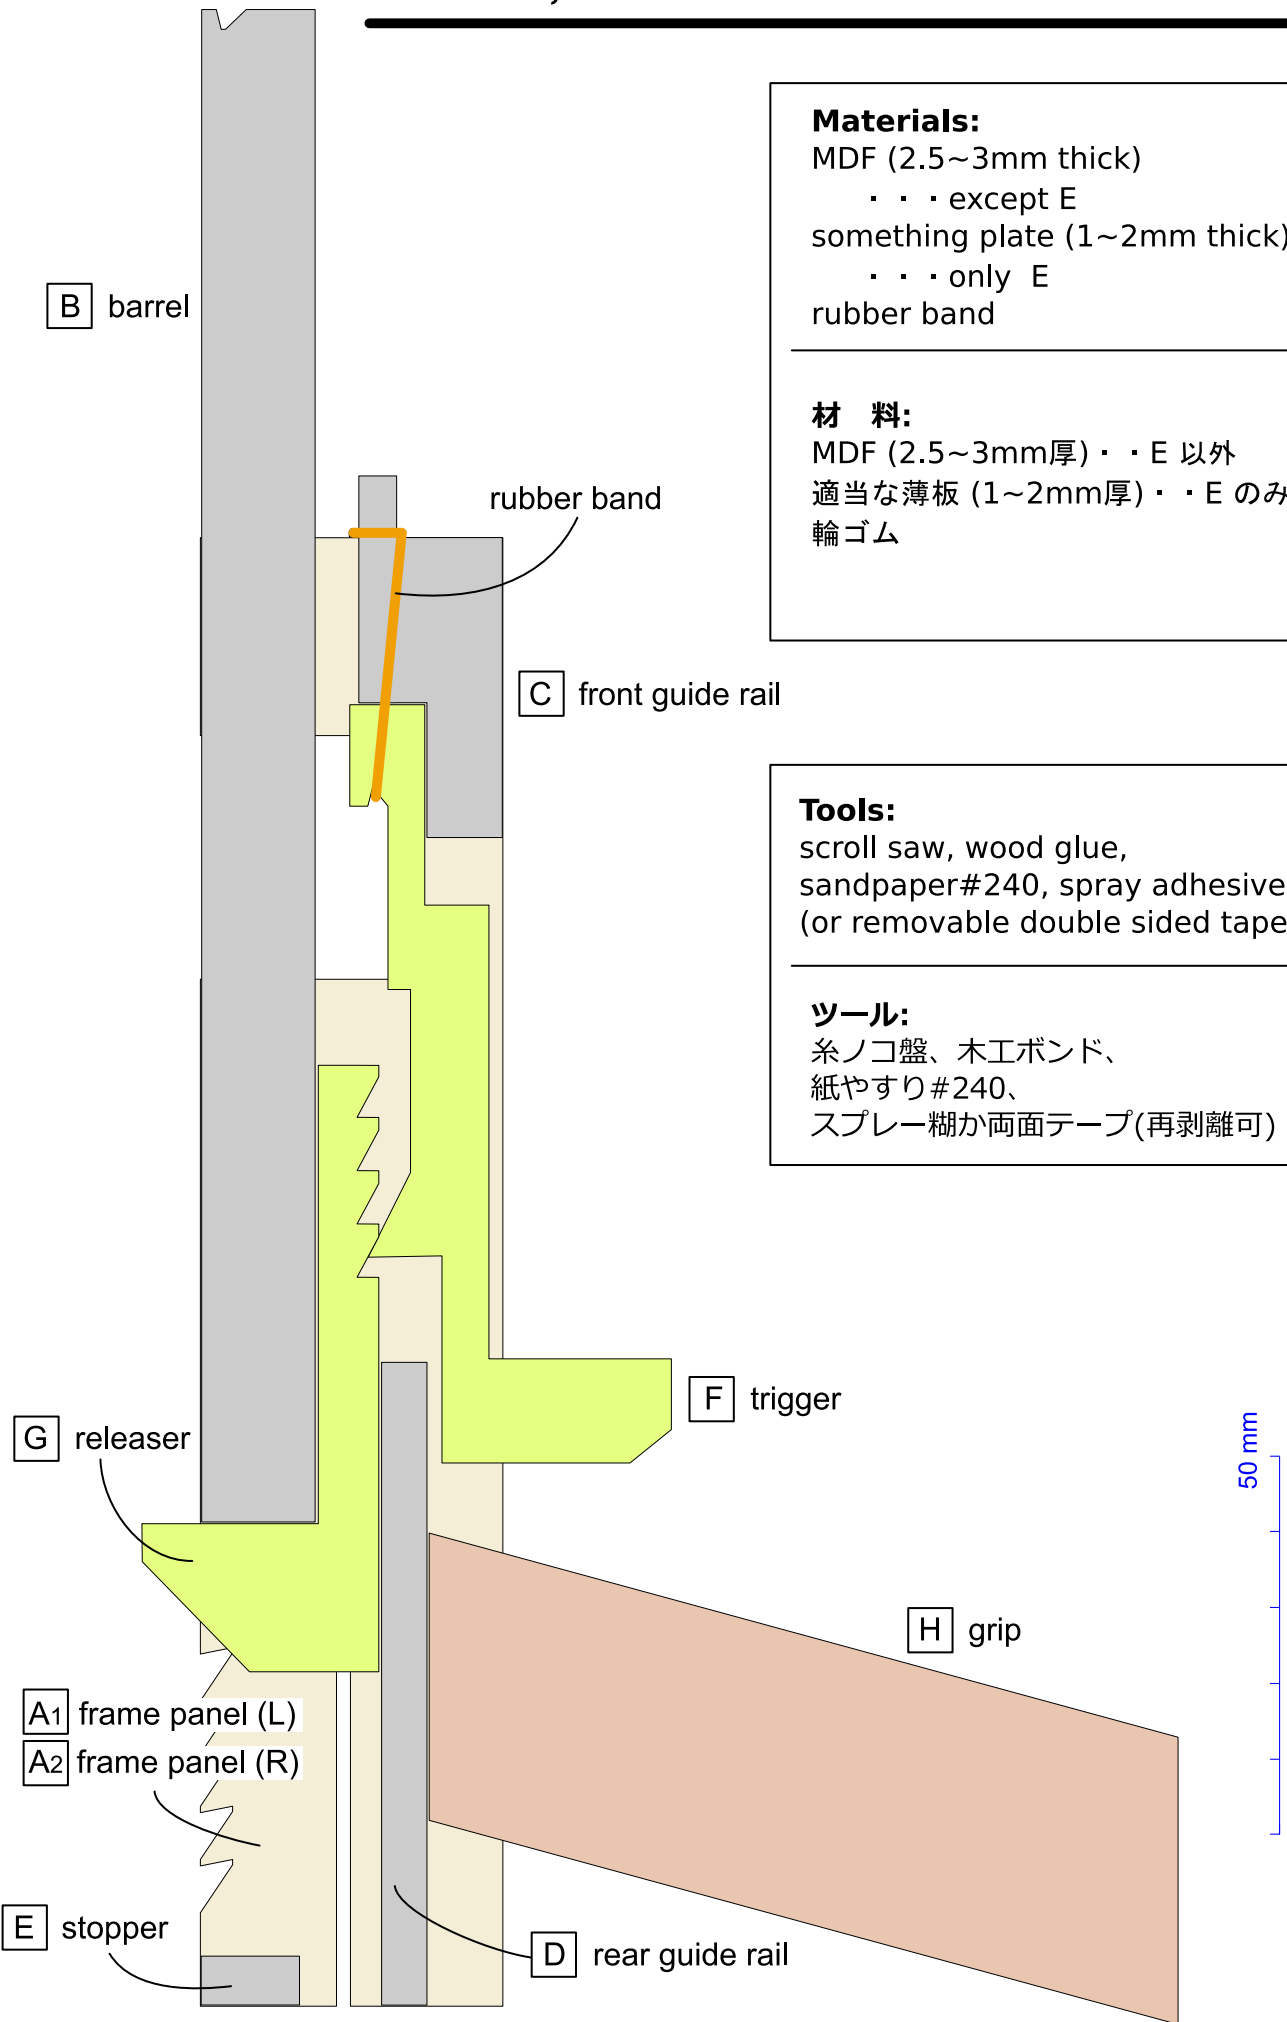 Materials:
MDF (2.5~3mm thick)
・・・except E
something plate (1~2mm thick)
・・・only E
rubber band
材　料:
MDF (2.5~3mm厚)・・E 以外
適当な薄板 (1~2mm厚)・・E のみ
輪ゴム
B barrel
rubber band
C front guide rail
Tools:
scroll saw, wood glue,
sandpaper#240, spray adhesive
(or removable double sided tape
ツール:
糸ノコ盤、木工ボンド、
紙やすり#240、
スプレー糊か両面テープ(再剥離可)
F trigger
G releaser
50 mm
H grip
A1 frame panel (L)
A2 frame panel (R)
E stopper
D rear guide rail